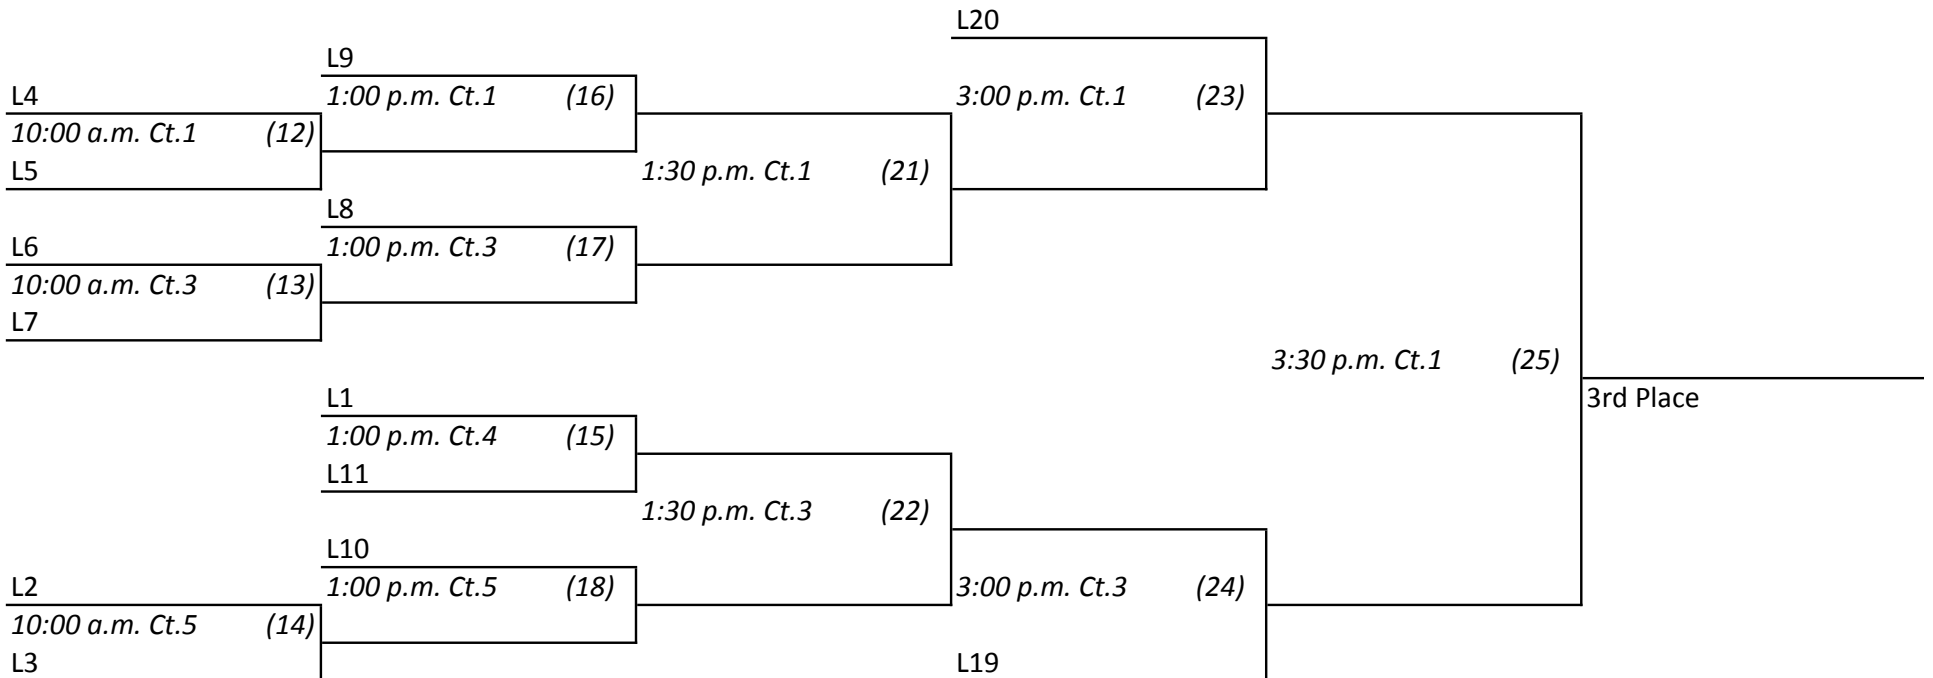 L20
L9
L4
1:00 p.m. Ct.1 (16)
3:00 p.m. Ct.1 (23)
10:00 a.m. Ct.1 (12)
L5
1:30 p.m. Ct.1 (21)
L8
L6
1:00 p.m. Ct.3 (17)
10:00 a.m. Ct.3 (13)
L7
3:30 p.m. Ct.1 (25)
L1
3rd Place
1:00 p.m. Ct.4 (15)
L11
1:30 p.m. Ct.3 (22)
L10
L2
1:00 p.m. Ct.5 (18)
3:00 p.m. Ct.3 (24)
10:00 a.m. Ct.5 (14)
L3
L19